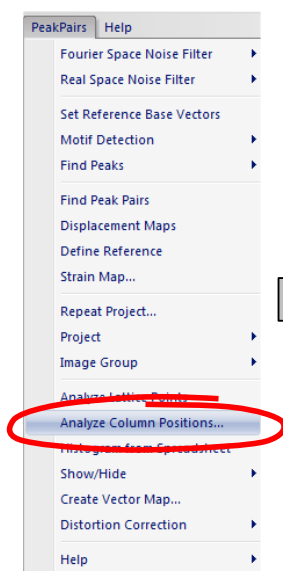 PeakPairs Help
Fourier Space Noise Filter
Real Space Noise Filter
Set Reference Base Vectors
Motif Detection
Find Peaks
Find Peak Pairs
Displacement Maps
Define Reference
Strain Map...
Repeat Project...
Project
Image Group
Analyze Lattice Points
Analyze Column Positions...
Histogram from Spreadsheet
Show/Hide
Create Vector Map...
Distortion Correction
Help